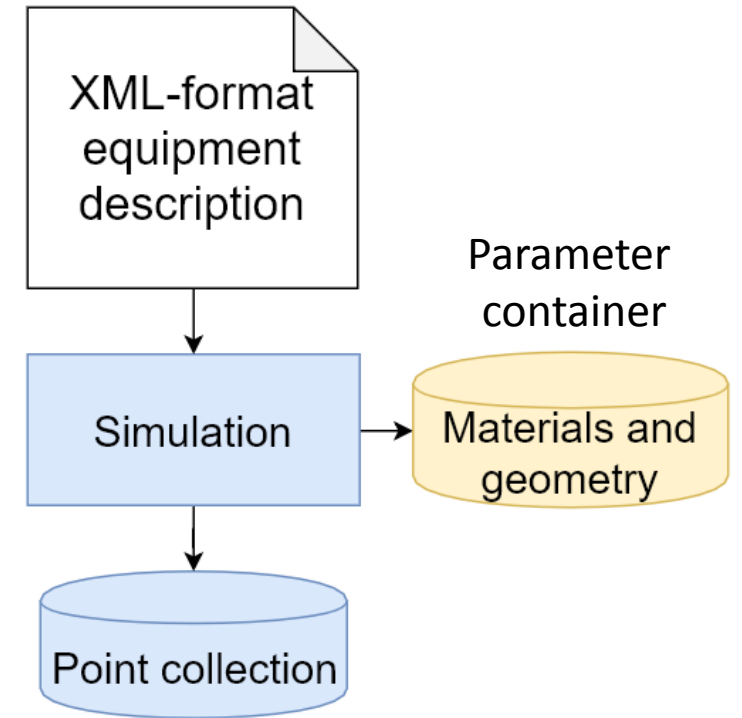 XML-format
equipment
description
Parameter
container
Simulation
Materials and
geometry
Point collection